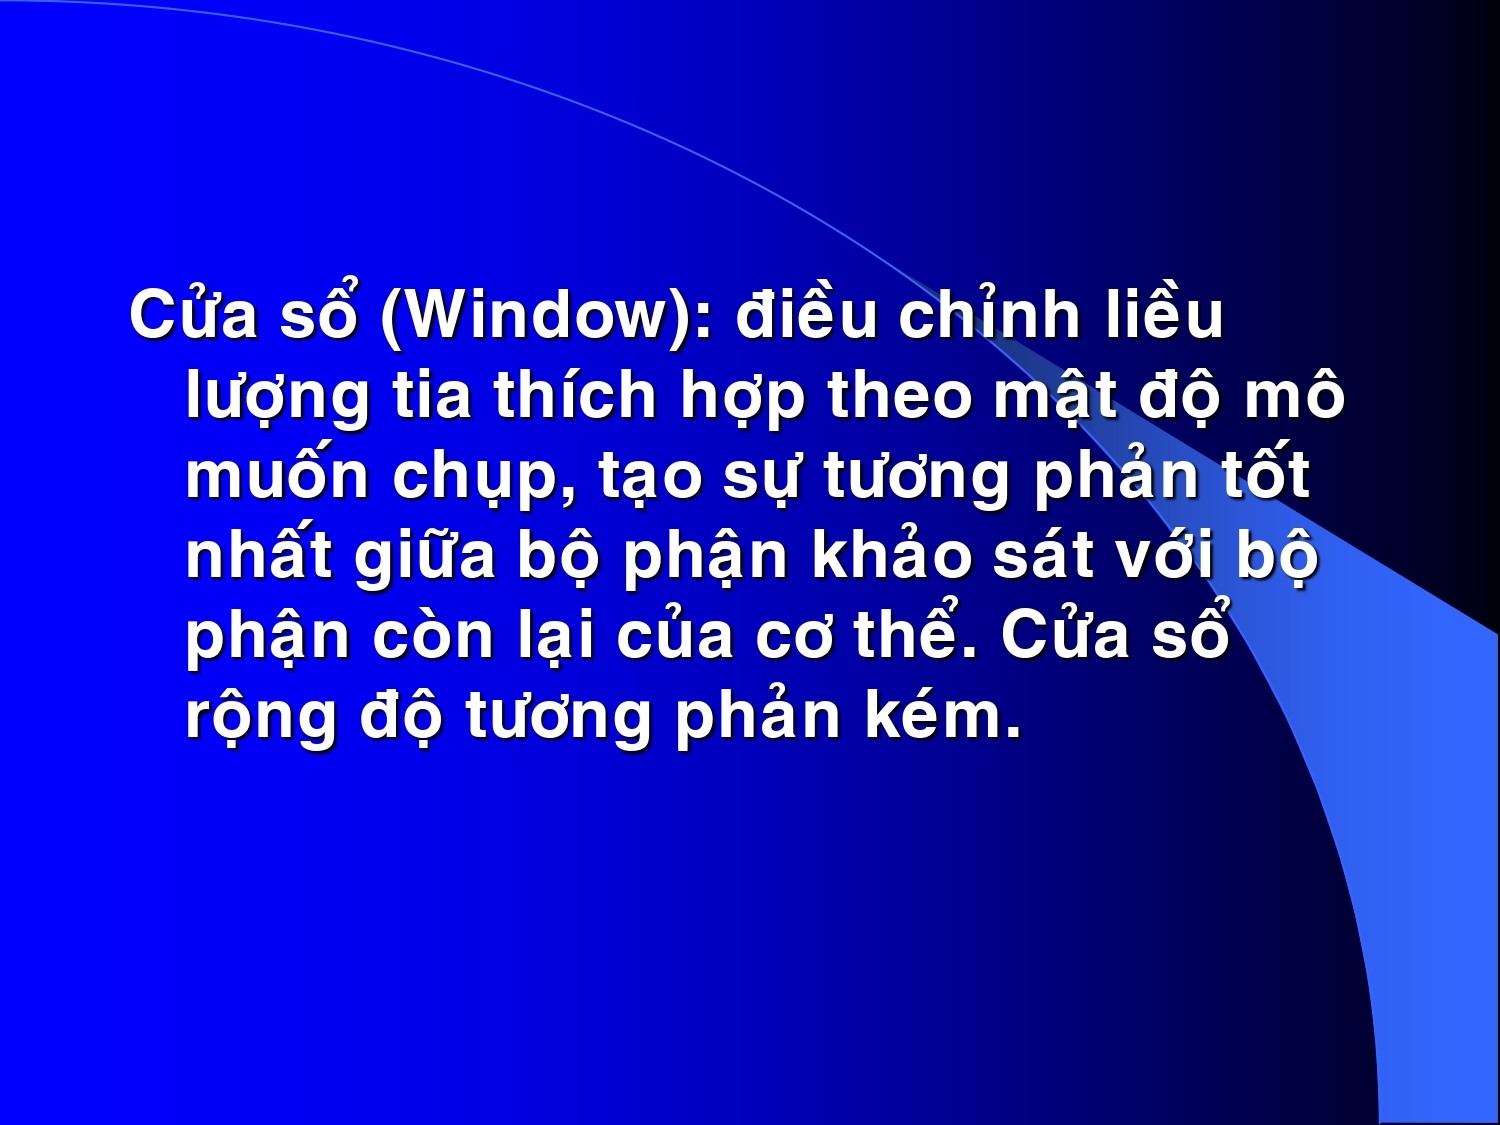 Cửa sổ (Window): điều chỉnh liều
lượng tia thích hợp theo mật độ mô
muốn chụp, tạo sự tương phản tốt
nhất giữa bộ phận khảo sát với bộ
phận còn lại của cơ thể. Cửa sổ
rộng độ tương phản kém.